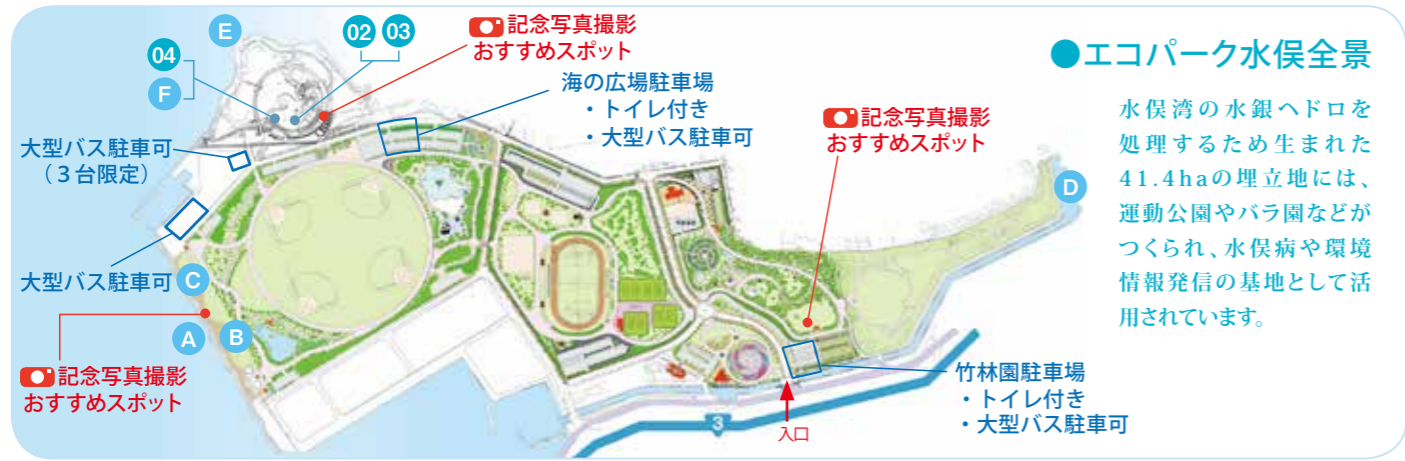 E
04
F
02 03
記念写真撮影
おすすめスポット
海の広場駐車場
・トイレ付き
・大型バス駐車可
大型バス駐車可
(３台限定)
大型バス駐車可
C
A
B
記念写真撮影
おすすめスポット
記念写真撮影
おすすめスポット
D
竹林園駐車場
・トイレ付き
・大型バス駐車可
3
入口
●エコパーク水俣全景
水俣湾の水銀ヘドロを
処理するため生まれた
41.4haの埋立地には、
運動公園やバラ園などが
つくられ、水俣病や環境
情報発信の基地として活
用されています。